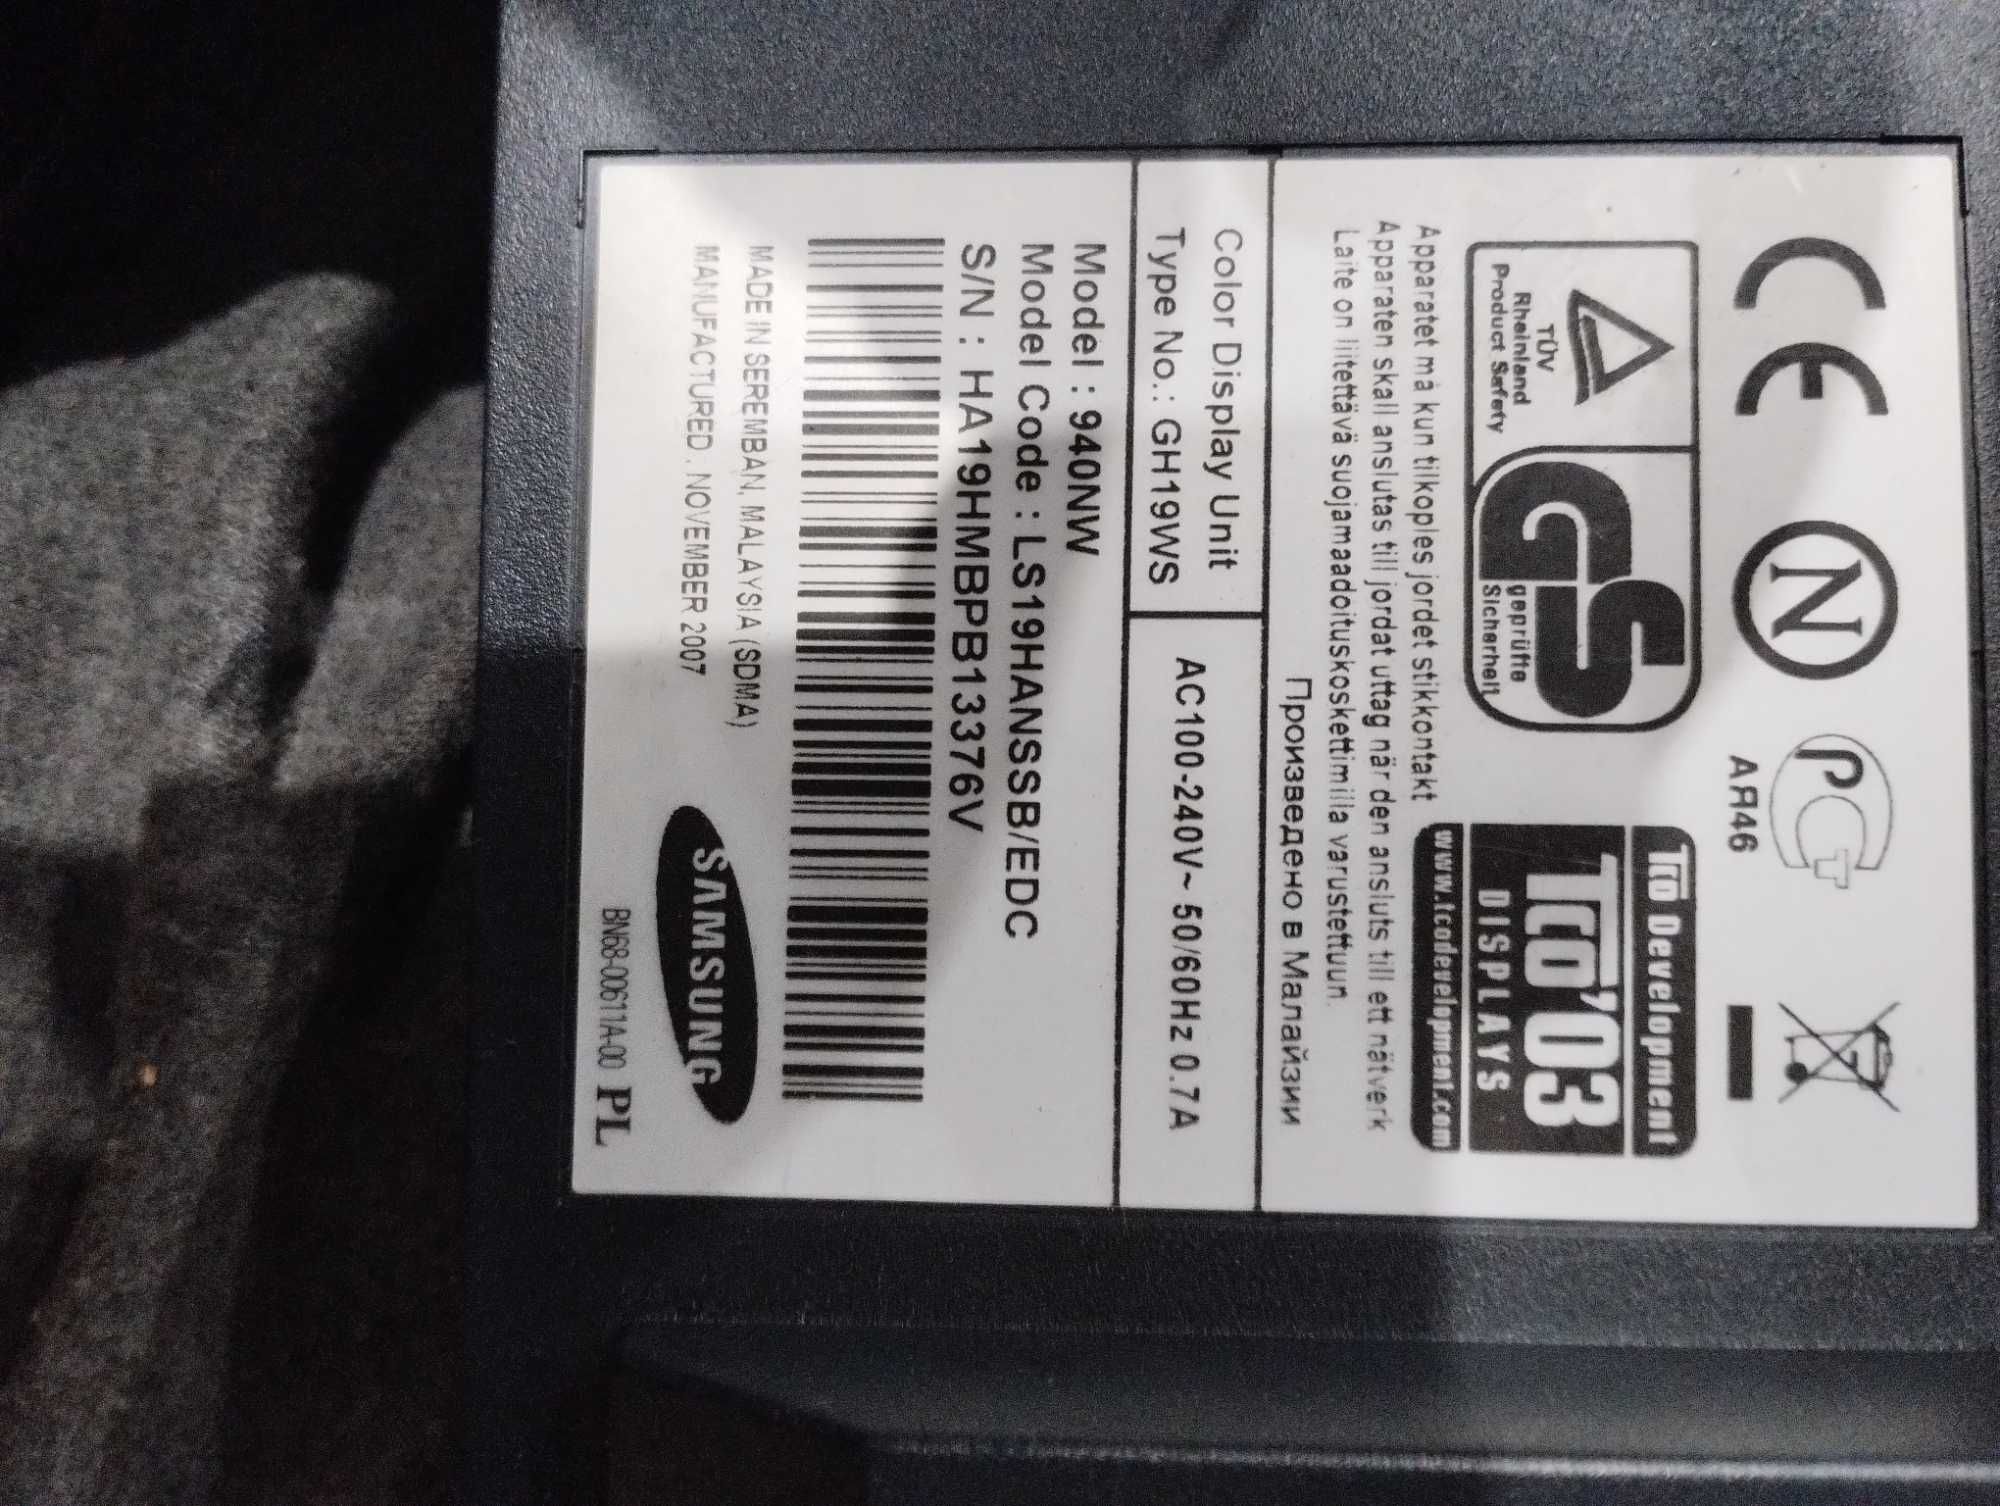 CE N PC
АЯ46
TÜV
Rheinland
Product Safety
GS
geprüfte
Sicherheit
TCO Development
TCO'03
DISPLAYS
www.tcodevelopment.com
Apparatet må kun tilkoples jordet stikkontakt
Apparaten skall anslutas till jordat uttag när den ansluts till ett nätverk
Laite on liitettävä suojamaadoituskoskettimilla varustettuun.
Произведено в Малайзии
Color Display Unit
Type No.: GH19WS
AC100-240V~ 50/60Hz 0.7A
Model : 940NW
Model Code : LS19HANSSB/EDC
S/N : HA19HMBPB13376V
MADE IN SEREMBAN, MALAYSIA (SDMA)
MANUFACTURED . NOVEMBER 2007
SAMSUNG
BN68-00611A-00 PL